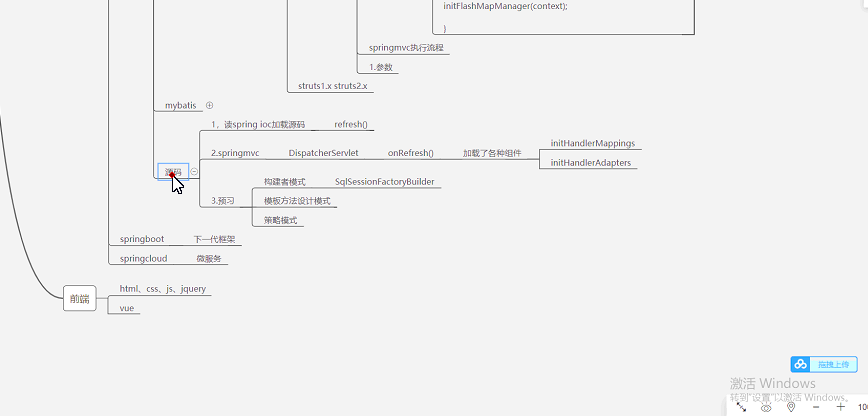 initFlashMapManager(context);
}
springmvc执行流程
1.参数
struts1.x struts2.x
mybatis
1、读spring ioc加载源码 refresh()
2.springmvc DispatcherServlet onRefresh() 加载了各种组件 initHandlerMappings
initHandlerAdapters
源码
构建者模式 SqlSessionFactoryBuilder
3.预习 模板方法设计模式
策略模式
springboot 下一代框架
springcloud 微服务
前端
html、css、js、jquery
vue
拖拽上传
激活 Windows
转到"设置"以激活 Windows。